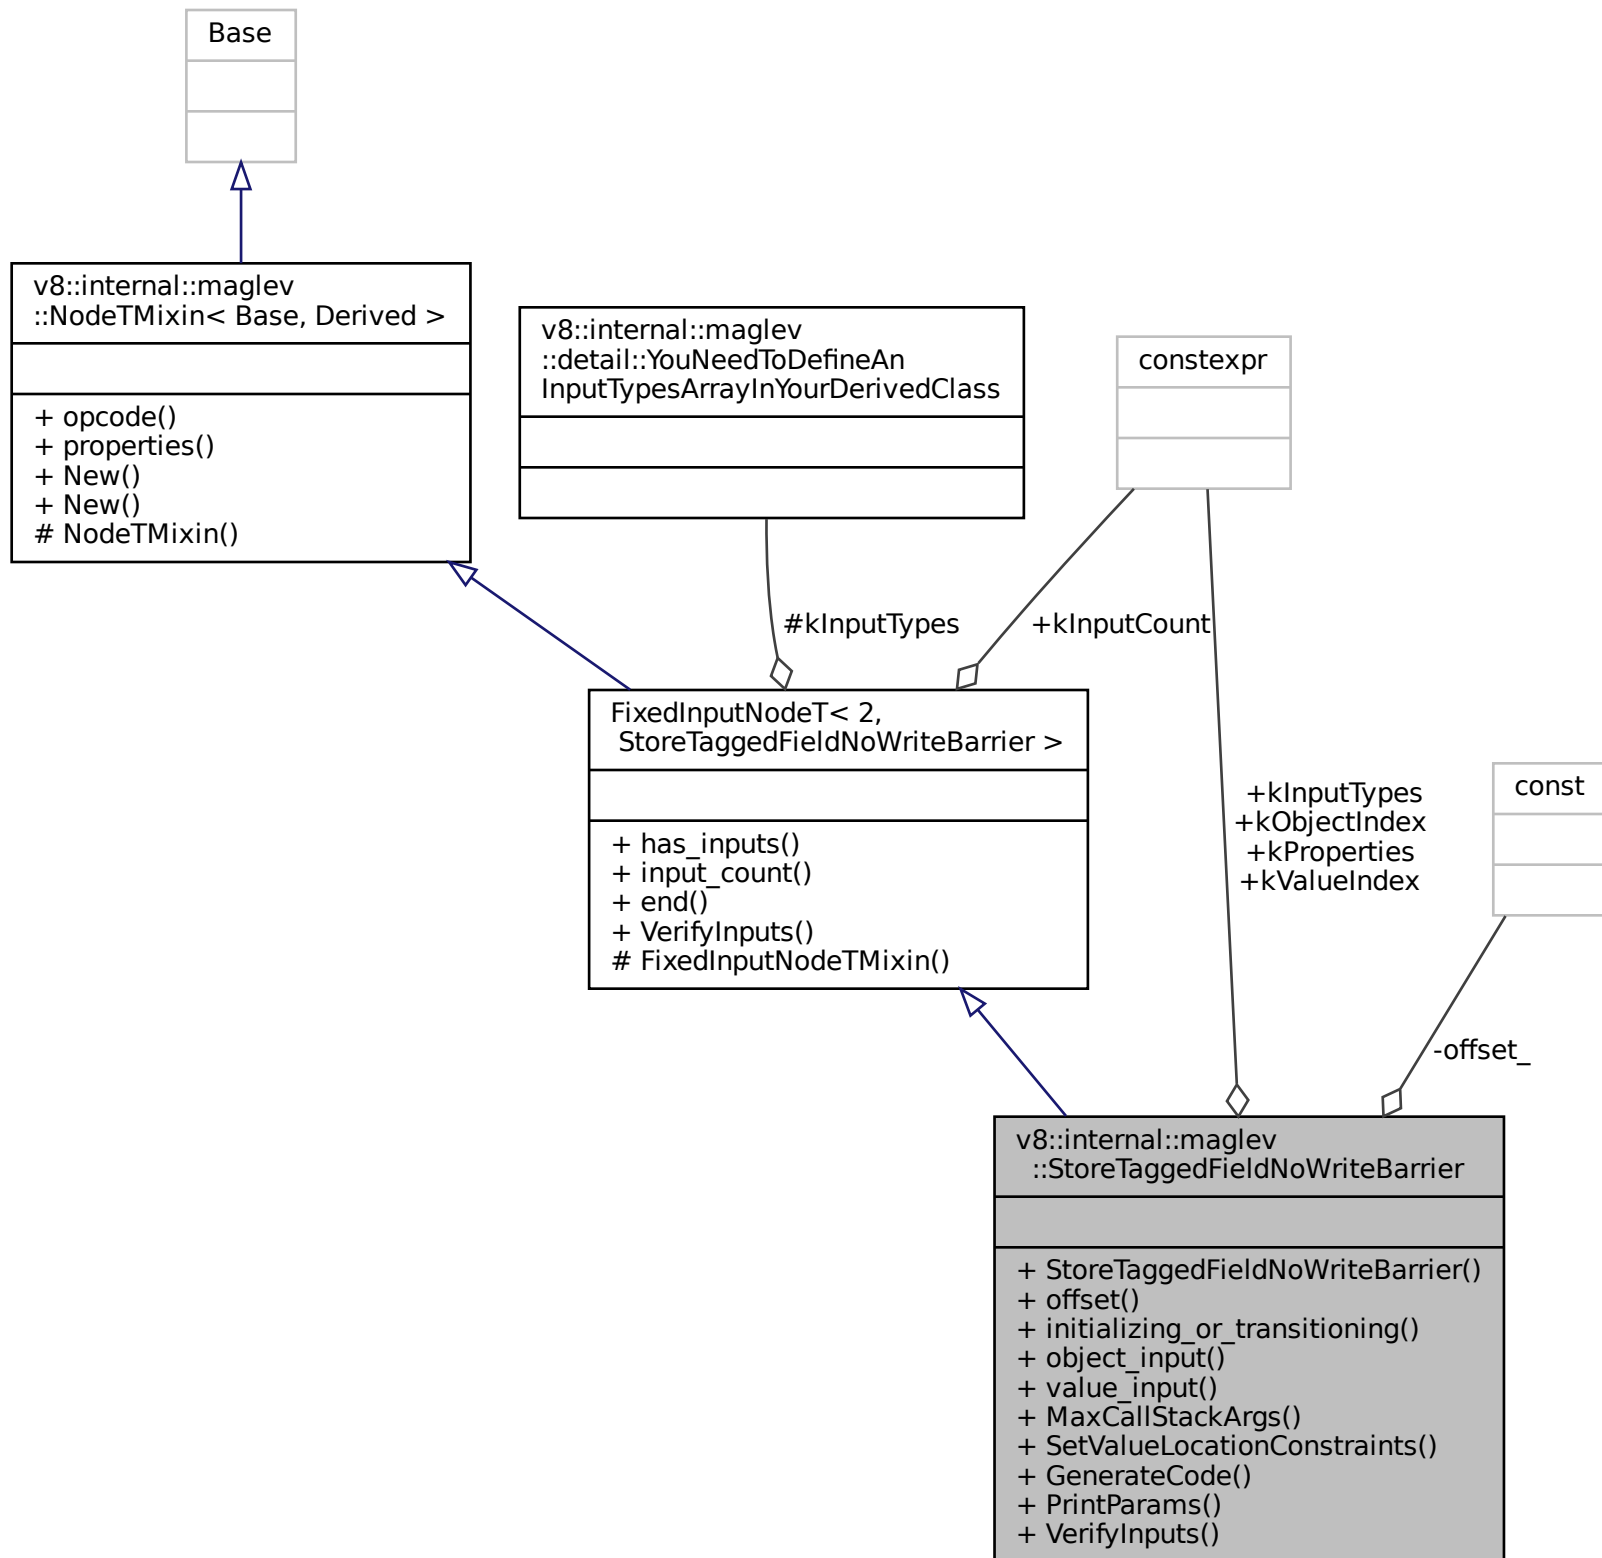 Base
v8::internal::maglev
::NodeTMixin< Base, Derived >
+ opcode()
+ properties()
+ New()
+ New()
# NodeTMixin()
v8::internal::maglev
::detail::YouNeedToDefineAn
InputTypesArrayInYourDerivedClass
constexpr
#kInputTypes
+kInputCount
FixedInputNodeT< 2,
StoreTaggedFieldNoWriteBarrier >
+ has_inputs()
+ input_count()
+ end()
+ VerifyInputs()
# FixedInputNodeTMixin()
+kInputTypes
+kObjectIndex
+kProperties
+kValueIndex
const
-offset_
v8::internal::maglev
::StoreTaggedFieldNoWriteBarrier
+ StoreTaggedFieldNoWriteBarrier()
+ offset()
+ initializing_or_transitioning()
+ object_input()
+ value_input()
+ MaxCallStackArgs()
+ SetValueLocationConstraints()
+ GenerateCode()
+ PrintParams()
+ VerifyInputs()